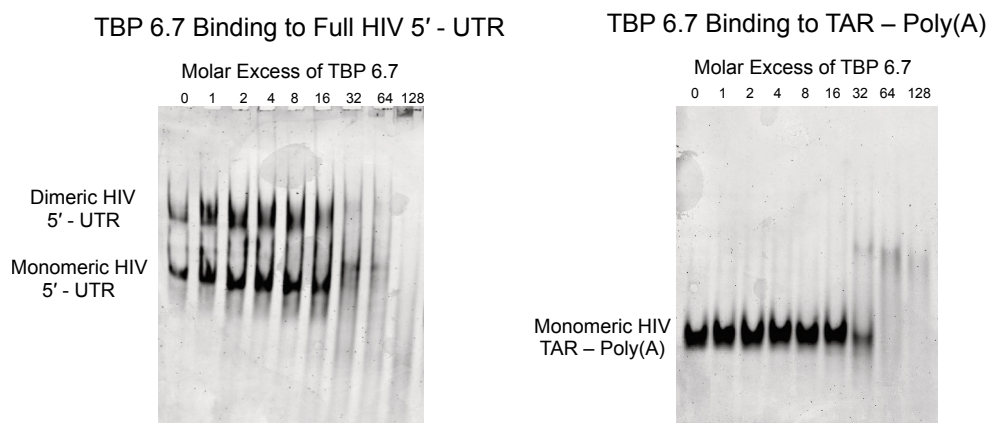 TBP 6.7 Binding to Full HIV 5′ - UTR
Molar Excess of TBP 6.7
0 1 2 4 8 16 32 64 128
Dimeric HIV
5′ - UTR
Monomeric HIV
5′ - UTR
TBP 6.7 Binding to TAR – Poly(A)
Molar Excess of TBP 6.7
0 1 2 4 8 16 32 64 128
Monomeric HIV
TAR – Poly(A)